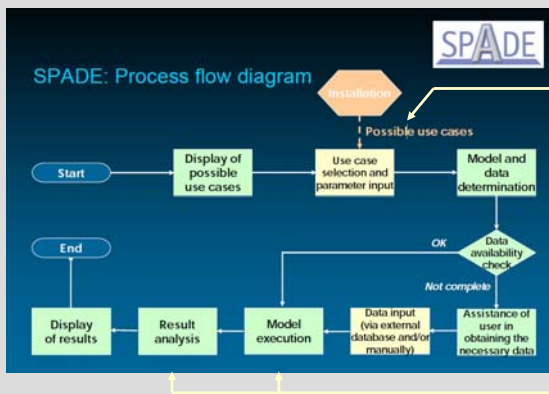 SPADE
SPADE: Process flow diagram
Installation
Possible use cases
Start
Display of
possible
use cases
Use case
selection and
parameter input
Model and
data
determination
End
OK
Data
availability
check
Not complete
Display
of results
Result
analysis
Model
execution
Data input
(via external
database and/or
manually)
Assistance of
user in
obtaining the
necessary data